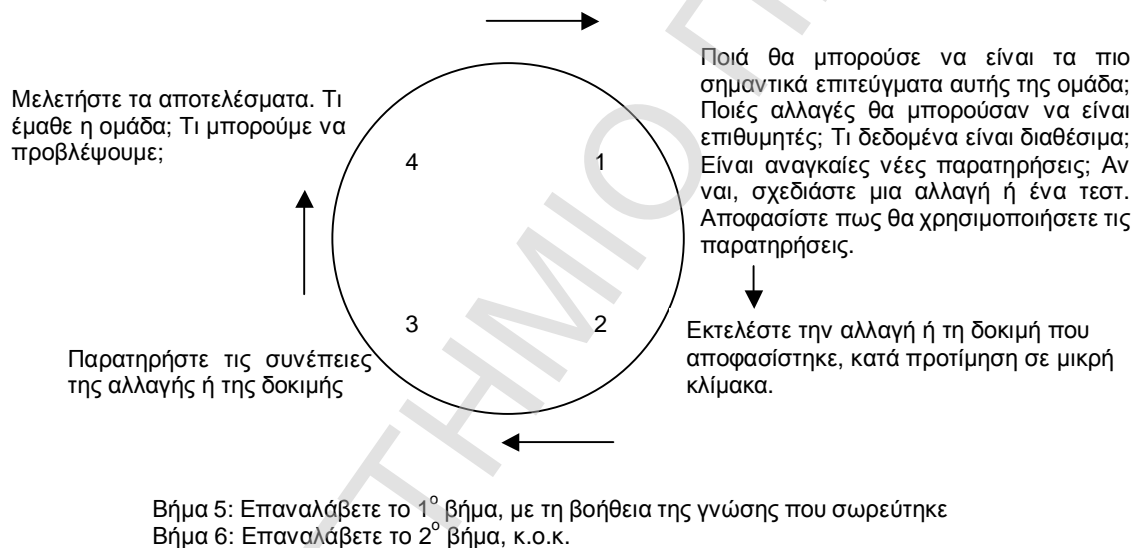 Μελετήστε τα αποτελέσματα. Τι
έμαθε η ομάδα; Τι μπορούμε να
προβλέψουμε;
4
1
Ποιά θα μπορούσε να είναι τα πιο
σημαντικά επιτεύγματα αυτής της ομάδα;
Ποιές αλλαγές θα μπορούσαν να είναι
επιθυμητές; Τι δεδομένα είναι διαθέσιμα;
Είναι αναγκαίες νέες παρατηρήσεις; Αν
ναι, σχεδιάστε μια αλλαγή ή ένα τεστ.
Αποφασίστε πως θα χρησιμοποιήσετε τις
παρατηρήσεις.
3
2
Παρατηρήστε τις συνέπειες
της αλλαγής ή της δοκιμής
Εκτελέστε την αλλαγή ή τη δοκιμή που
αποφασίστηκε, κατά προτίμηση σε μικρή
κλίμακα.
Βήμα 5: Επαναλάβετε το 1ο βήμα, με τη βοήθεια της γνώσης που σωρεύτηκε
Βήμα 6: Επαναλάβετε το 2ο βήμα, κ.ο.κ.